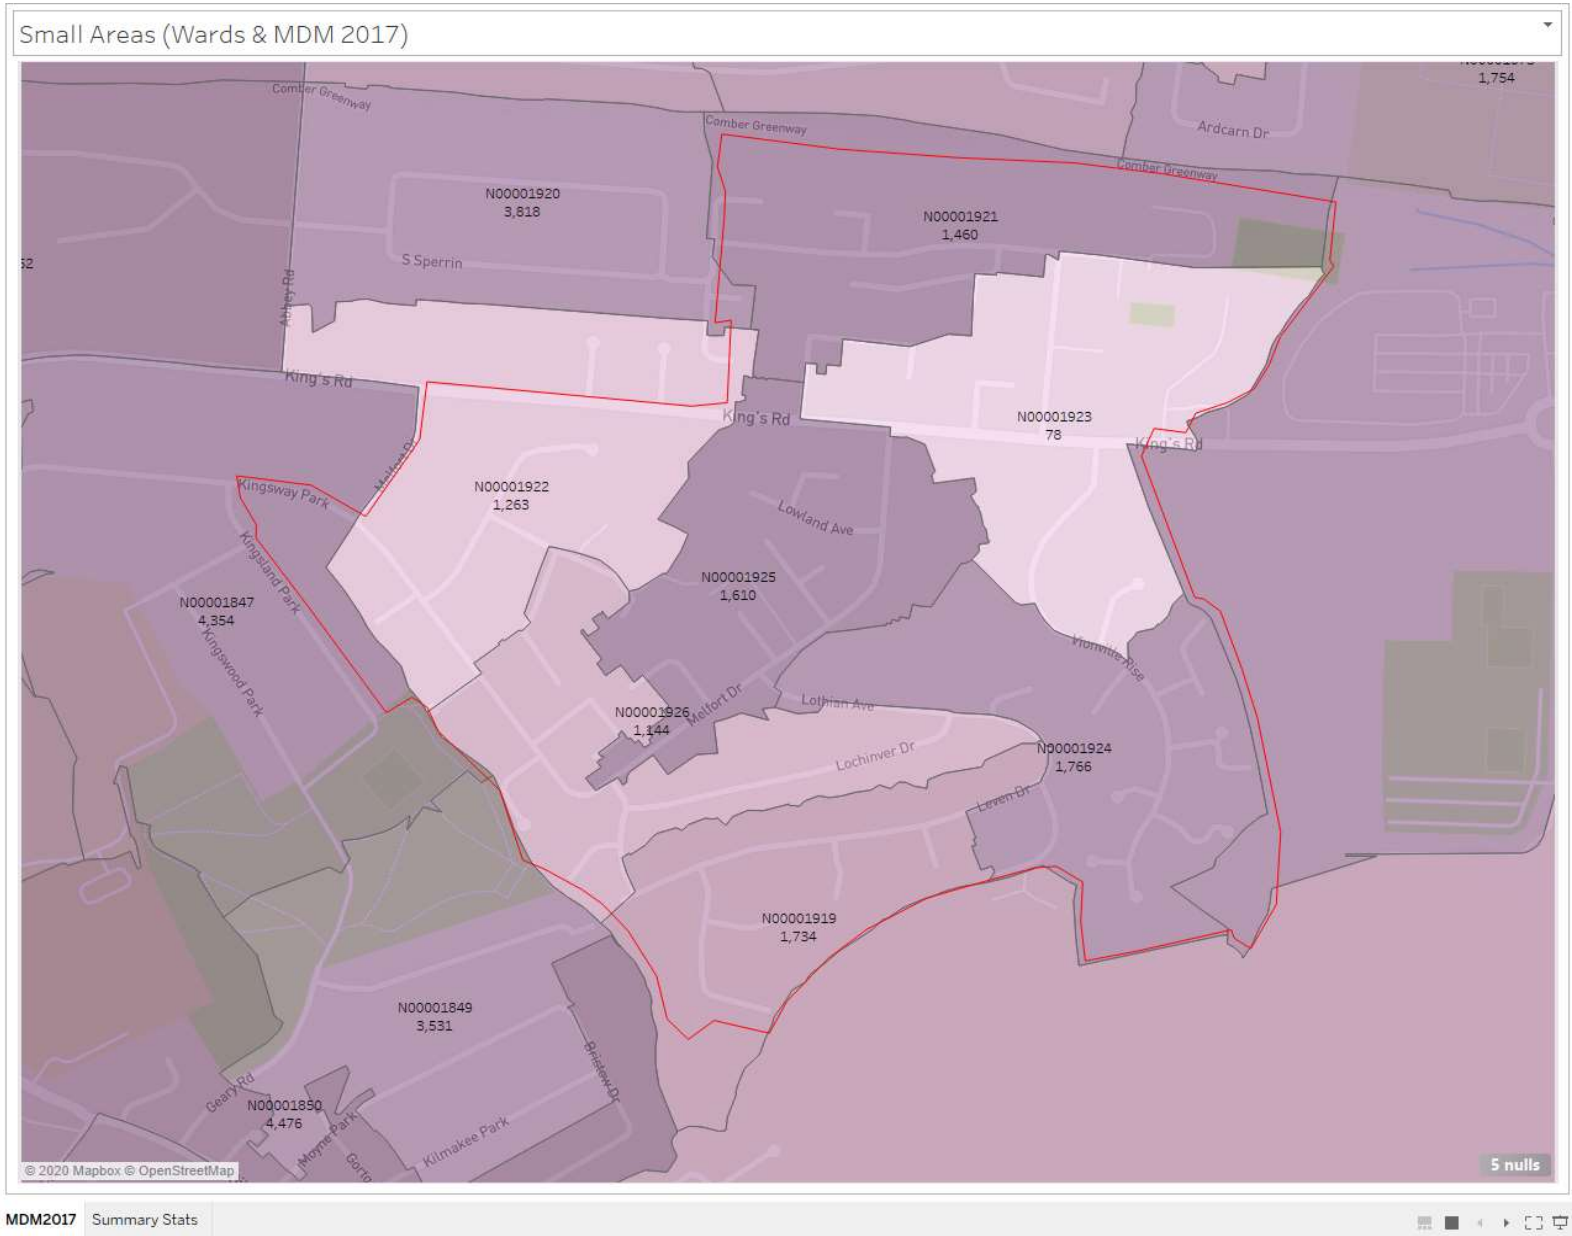 Small Areas (Wards & MDM 2017)
1,754
Comber Greenway
Comber Greenway
Ardcarn Dr
Comber Greenway
N00001920
3,818
N00001921
1,460
S Sperrin
52
Abbey Rd
King's Rd
King's Rd
N00001923
78
King's Rd
Melfort Dr
Kingsway Park
N00001922
1,263
Lowland Ave
Kingsland Park
N00001925
1,610
N00001847
4,354
Kingswood Park
Vionville Rise
N00001926
1,144
Melfort Dr
Lothian Ave
N00001924
1,766
Lochinver Dr
Leven Dr
N00001919
1,734
N00001849
3,531
Bristow Dr
Geary Rd
N00001850
4,476
Moyne Park
Kilmakee Park
© 2020 Mapbox © OpenStreetMap
5 nulls
MDM2017 Summary Stats